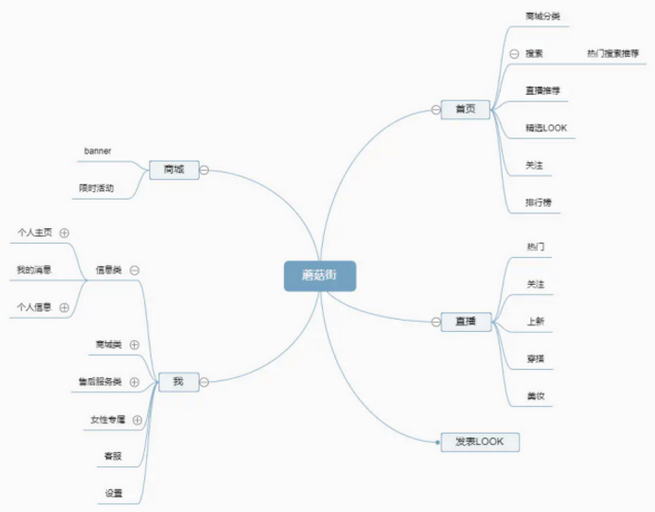 蘑菇街
首页
商城分类
搜索
热门搜索推荐
直播推荐
精选LOOK
关注
排行榜
直播
热门
关注
上新
穿搭
美妆
发表LOOK
商城
banner
限时活动
我
信息类
个人主页
我的消息
个人信息
商城类
售后服务类
女性专属
客服
设置